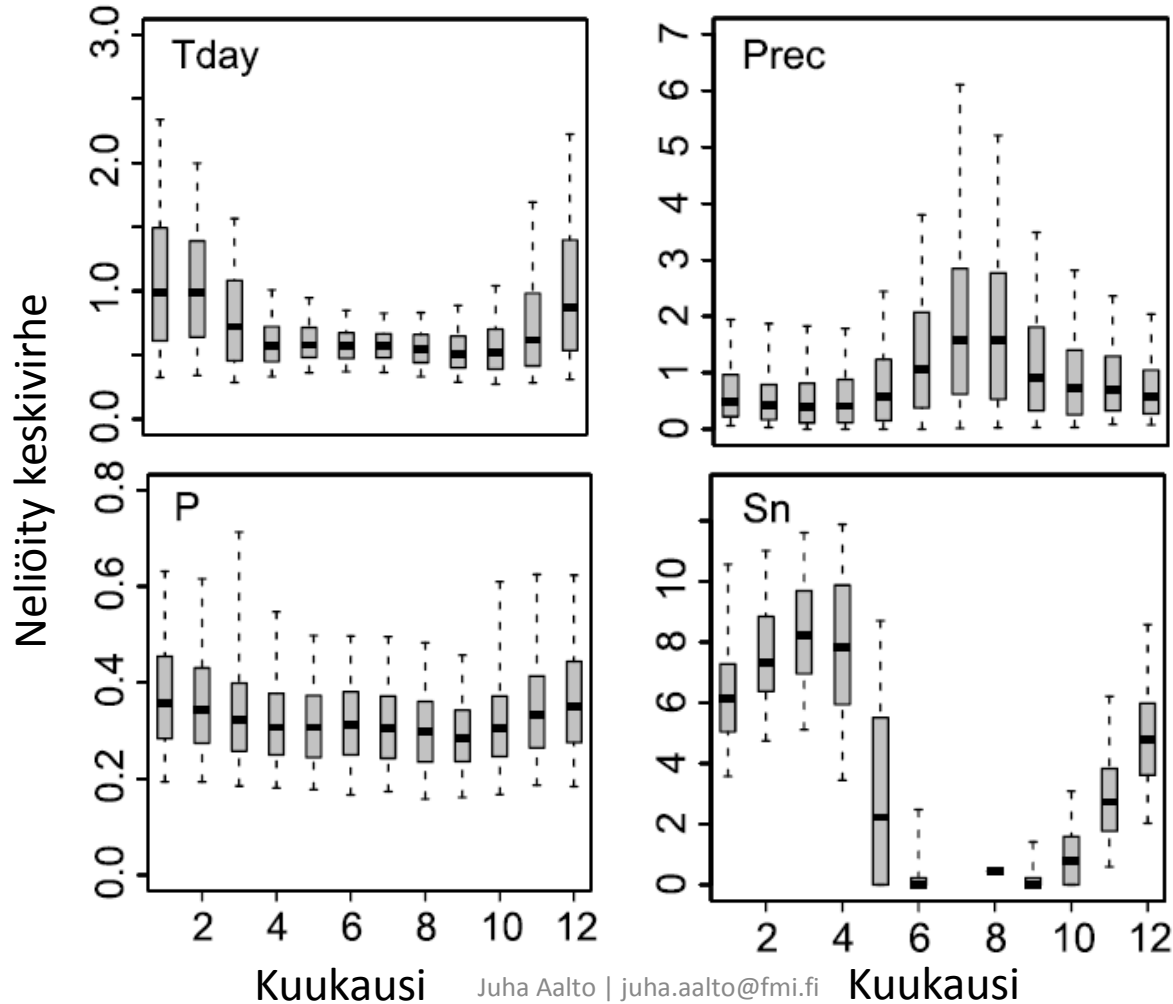 Neliöity keskivirhe
Tday
0.0 1.0 2.0 3.0
Prec
0 1 2 3 4 5 6 7
P
0.0 0.2 0.4 0.6 0.8
2 4 6 8 10 12
Sn
0 2 4 6 8 10
2 4 6 8 10 12
Kuukausi
Juha Aalto | juha.aalto@fmi.fi
Kuukausi